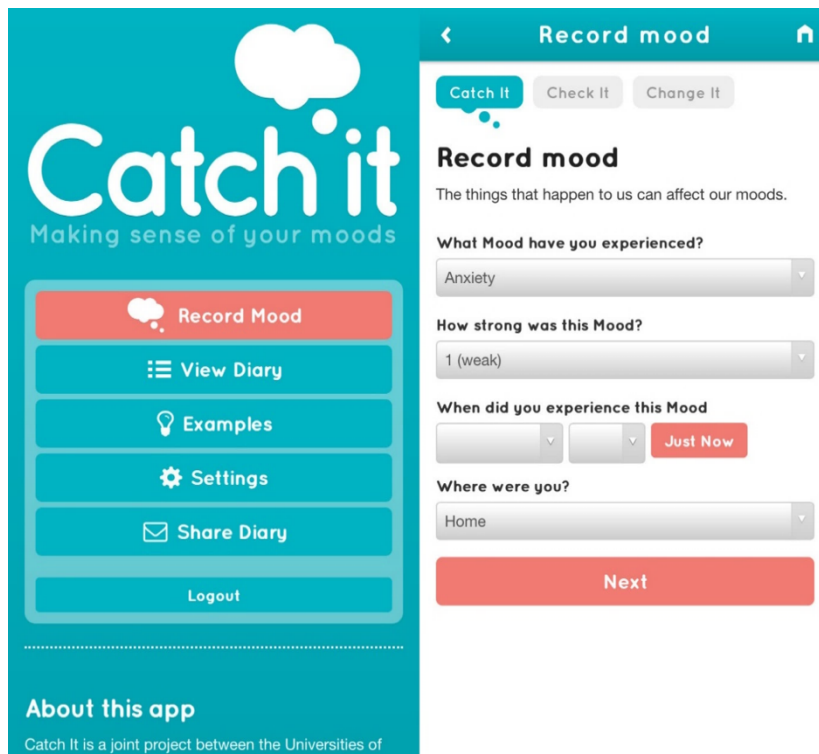 Catch it
Making sense of your moods
Record Mood
View Diary
Examples
Settings
Share Diary
Logout
About this app
Catch It is a joint project between the Universities of
Record mood
Catch It Check It Change It
Record mood
The things that happen to us can affect our moods.
What Mood have you experienced?
Anxiety
How strong was this Mood?
1 (weak)
When did you experience this Mood
Just Now
Where were you?
Home
Next